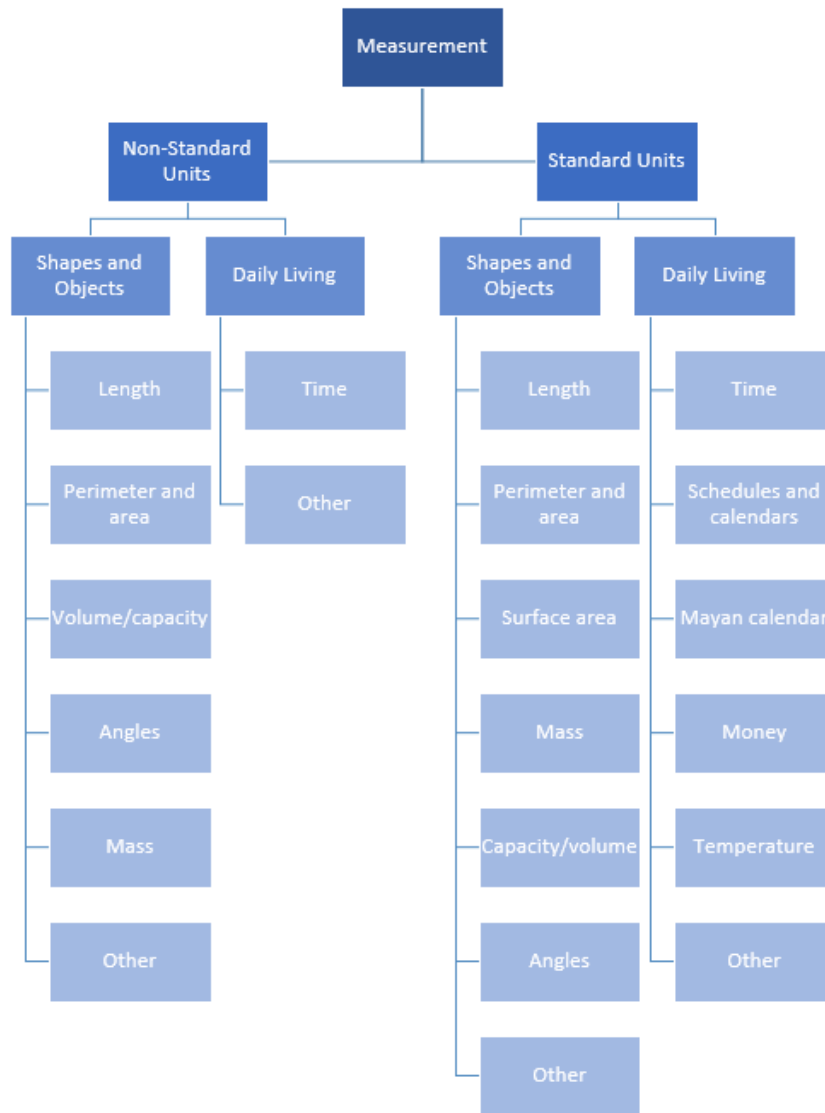 Measurement
Non-Standard
Units
Standard Units
Shapes and
Objects
Daily Living
Shapes and
Objects
Daily Living
Length
Perimeter and
area
Volume/capacity
Angles
Mass
Other
Time
Other
Length
Perimeter and
area
Surface area
Mass
Capacity/volume
Angles
Other
Time
Schedules and
calendars
Mayan calendar
Money
Temperature
Other